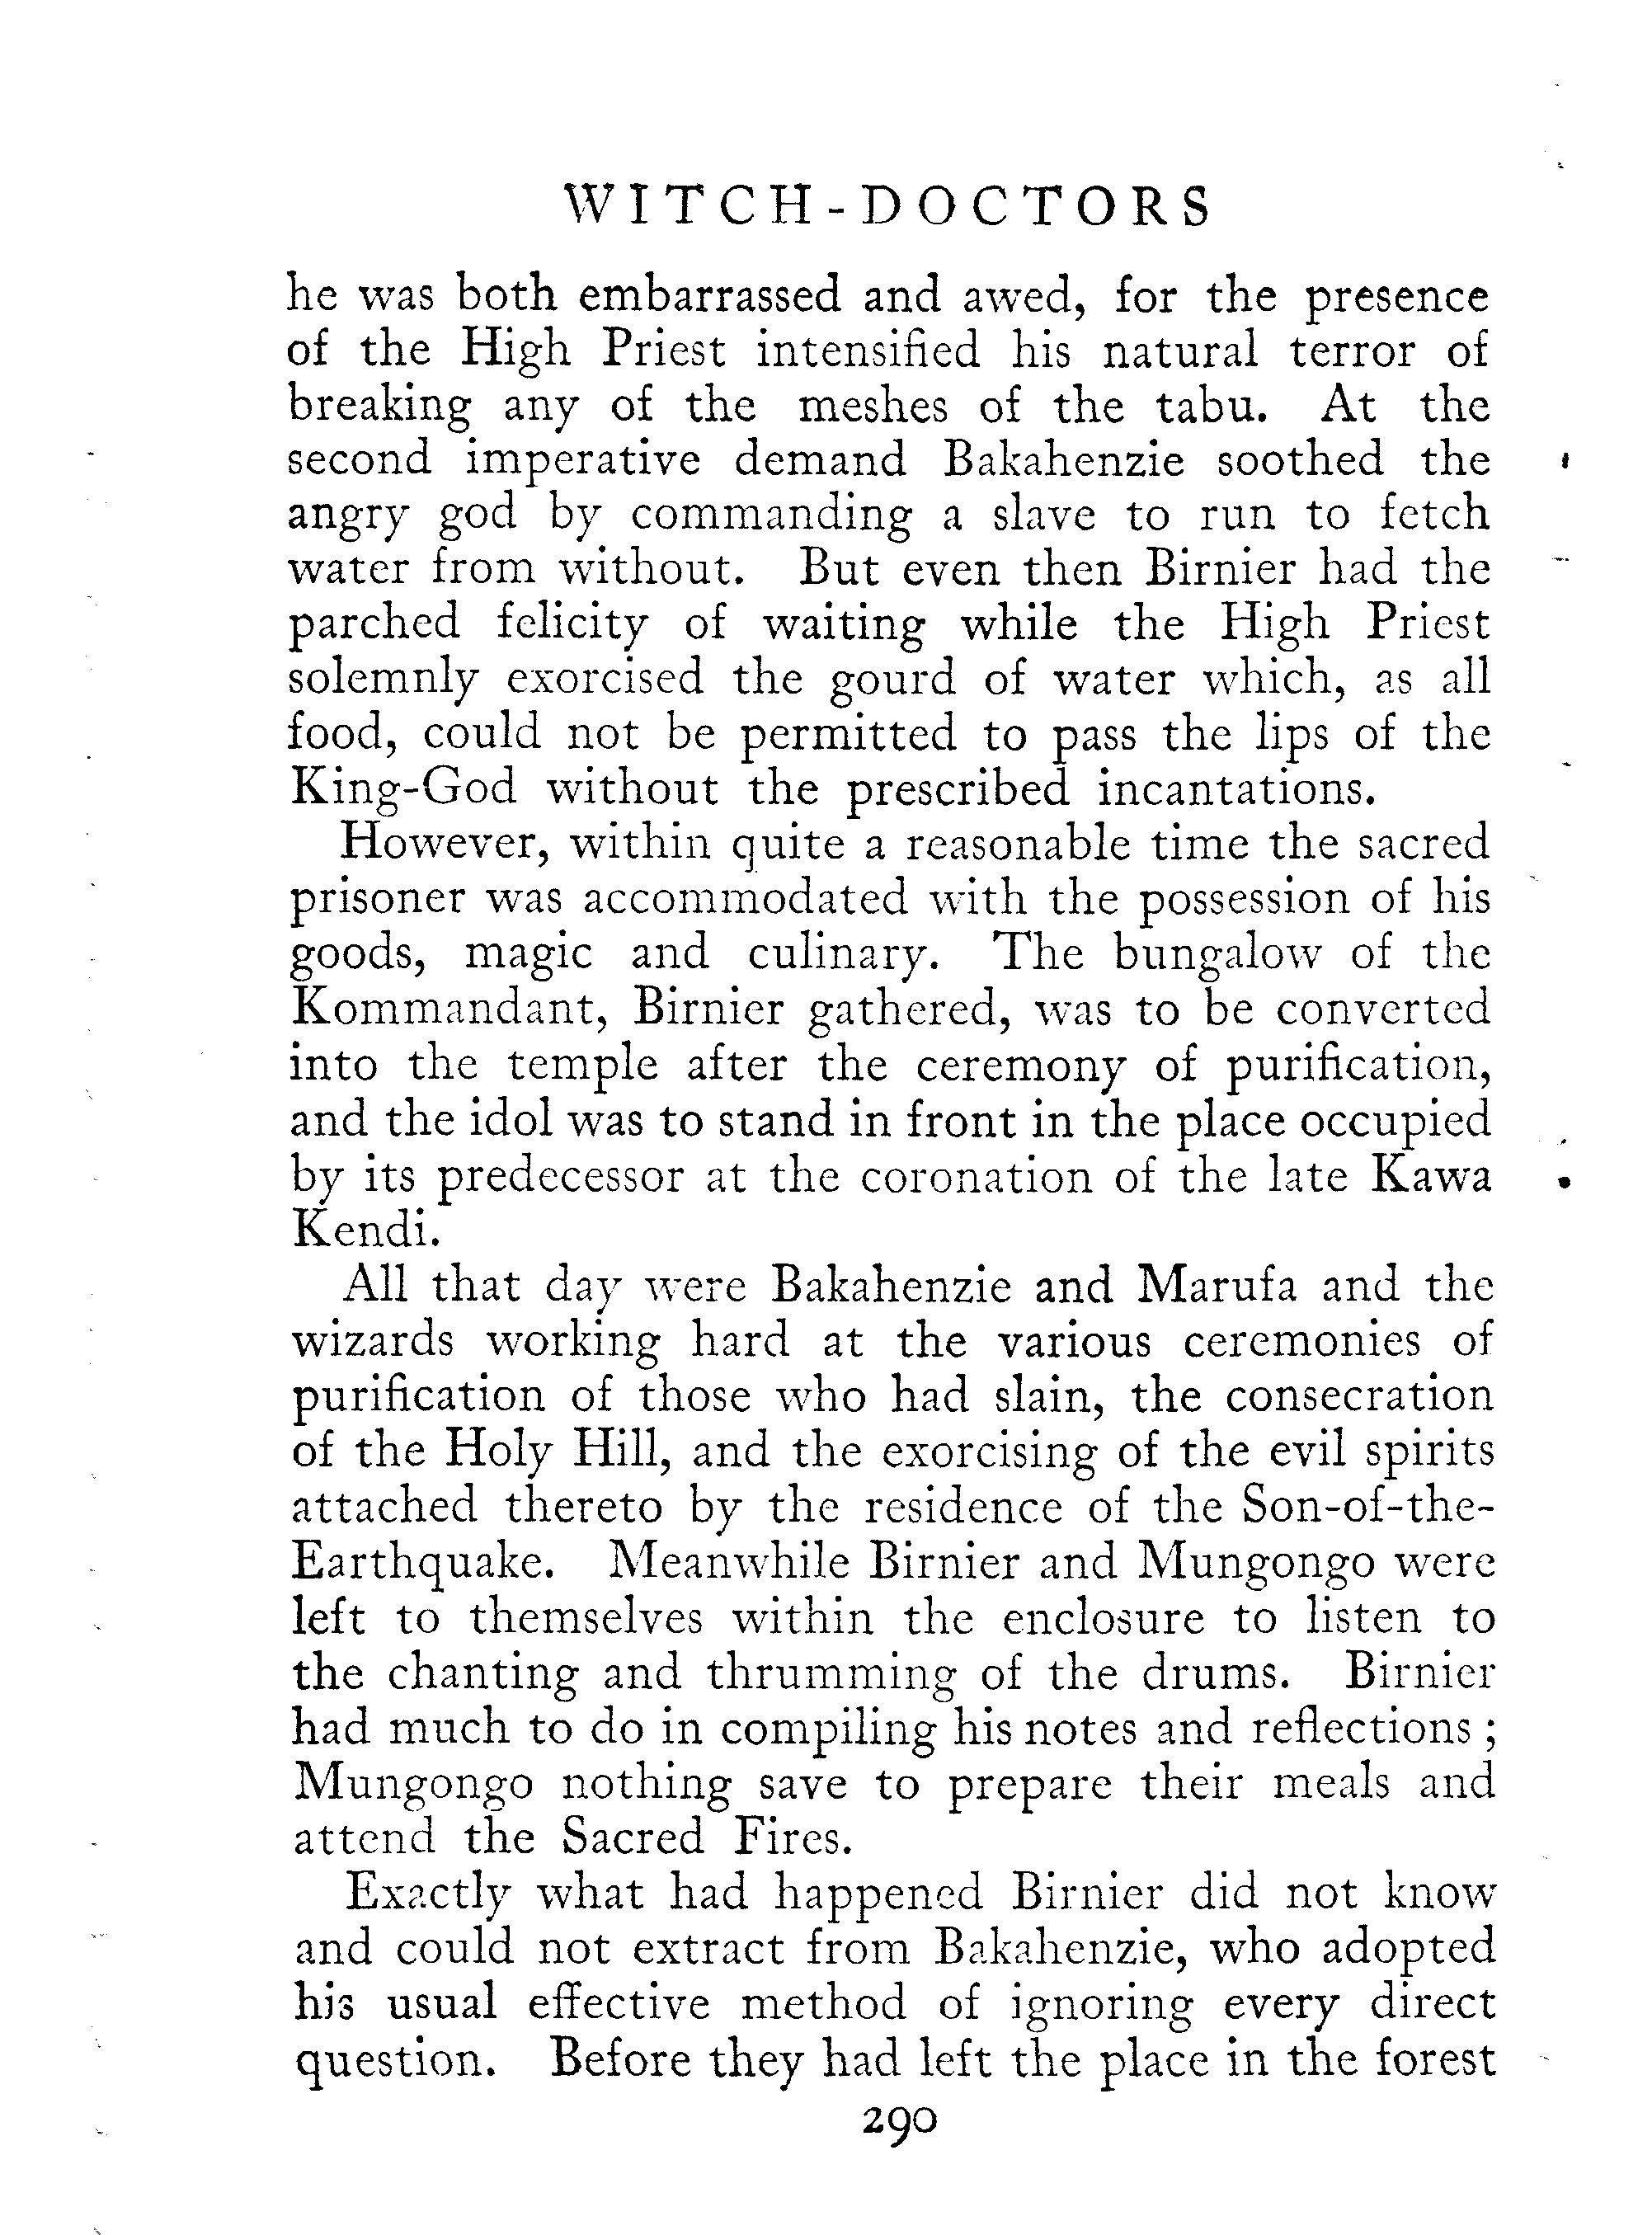 WITCH-DOCTORS
he was both embarrassed and awed, for the presence
of the High Priest intensified his natural terror of
breaking any of the meshes of the tabu. At the
second imperative demand Bakahenzie soothed the
angry god by commanding a slave to run to fetch
water from without. But even then Birnier had the
parched felicity of waiting while the High Priest
solemnly exorcised the gourd of water which, as all
food, could not be permitted to pass the lips of the
King-God without the prescribed incantations.
However, within quite a reasonable time the sacred
prisoner was accommodated with the possession of his
goods, magic and culinary. The bungalow of the
Kommandant, Birnier gathered, was to be converted
into the temple after the ceremony of purification,
and the idol was to stand in front in the place occupied
by its predecessor at the coronation of the late Kawa
Kendi.
All that day were Bakahenzie and Marufa and the
wizards working hard at the various ceremonies of
purification of those who had slain, the consecration
of the Holy Hill, and the exorcising of the evil spirits
attached thereto by the residence of the Son-of-the-
Earthquake. Meanwhile Birnier and Mungongo were
left to themselves within the enclosure to listen to
the chanting and thrumming of the drums. Birnier
had much to do in compiling his notes and reflections ;
Mungongo nothing save to prepare their meals and
attend the Sacred Fires.
Exactly what had happened Birnier did not know
and could not extract from Bakahenzie, who adopted
his usual effective method of ignoring every direct
question. Before they had left the place in the forest
290